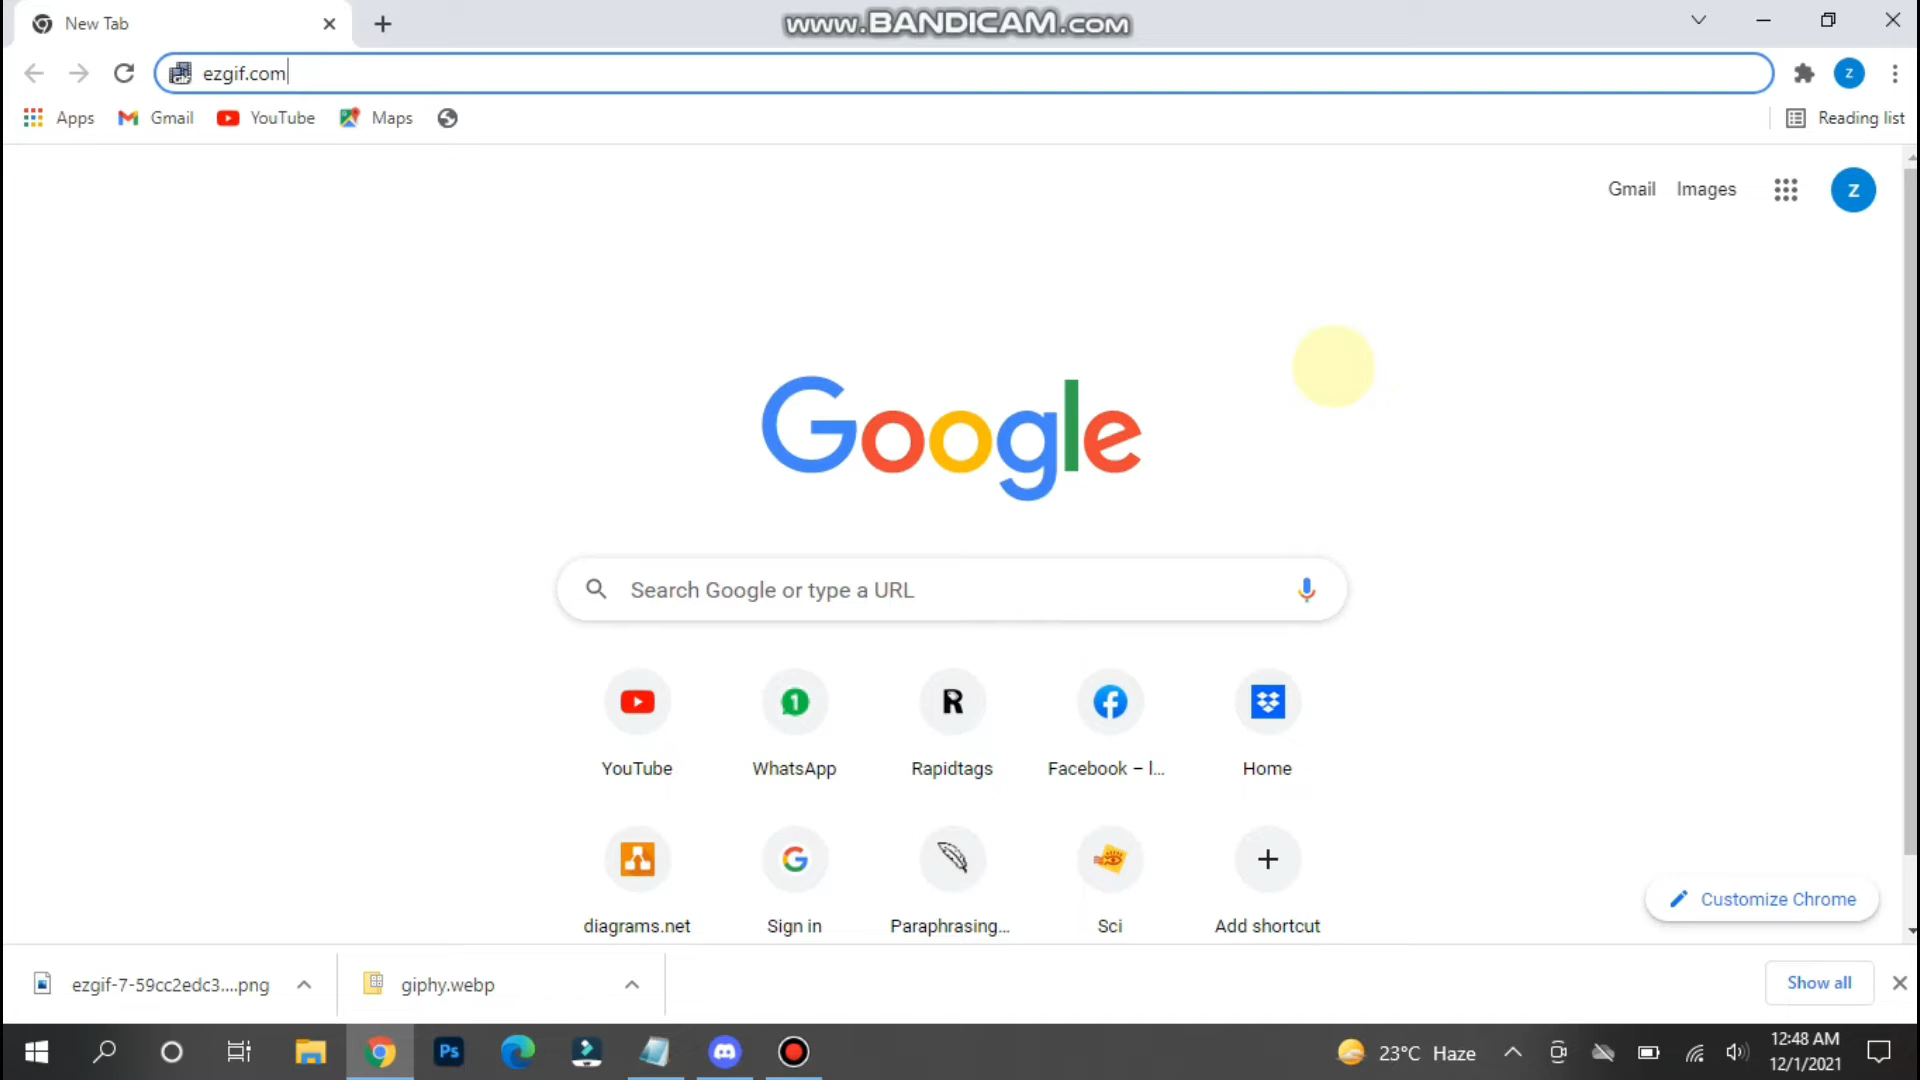 New Tab
www.BANDICAM.com
ezgif.com
Apps
Gmail
YouTube
Maps
Reading list
Gmail
Images
z
Google
Search Google or type a URL
YouTube
WhatsApp
Rapidtags
Facebook – l...
Home
diagrams.net
Sign in
Paraphrasing...
Sci
Add shortcut
Customize Chrome
ezgif-7-59cc2edc3....png
giphy.webp
Show all
Ps
23°C Haze
12:48 AM
12/1/2021